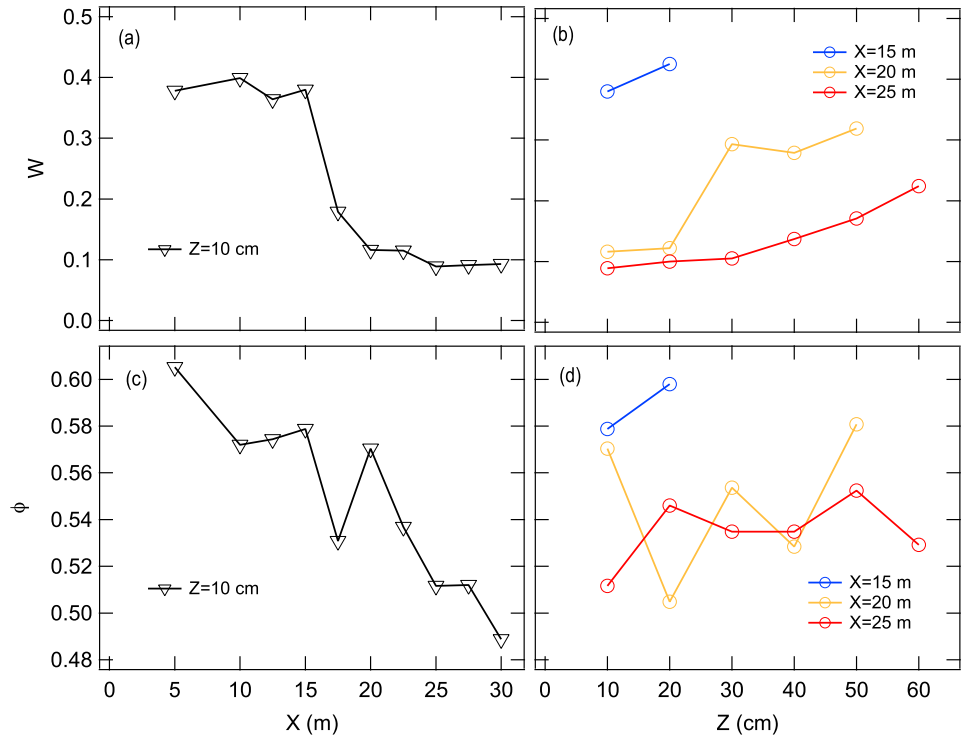 0.5
0.4
0.3
0.2
0.1
0.0
W
(a)
Z=10 cm
(b)
X=15 m
X=20 m
X=25 m
0.60
0.58
0.56
0.54
0.52
0.50
0.48
ϕ
(c)
Z=10 cm
0 5 10 15 20 25 30
X (m)
(d)
X=15 m
X=20 m
X=25 m
0 10 20 30 40 50 60
Z (cm)